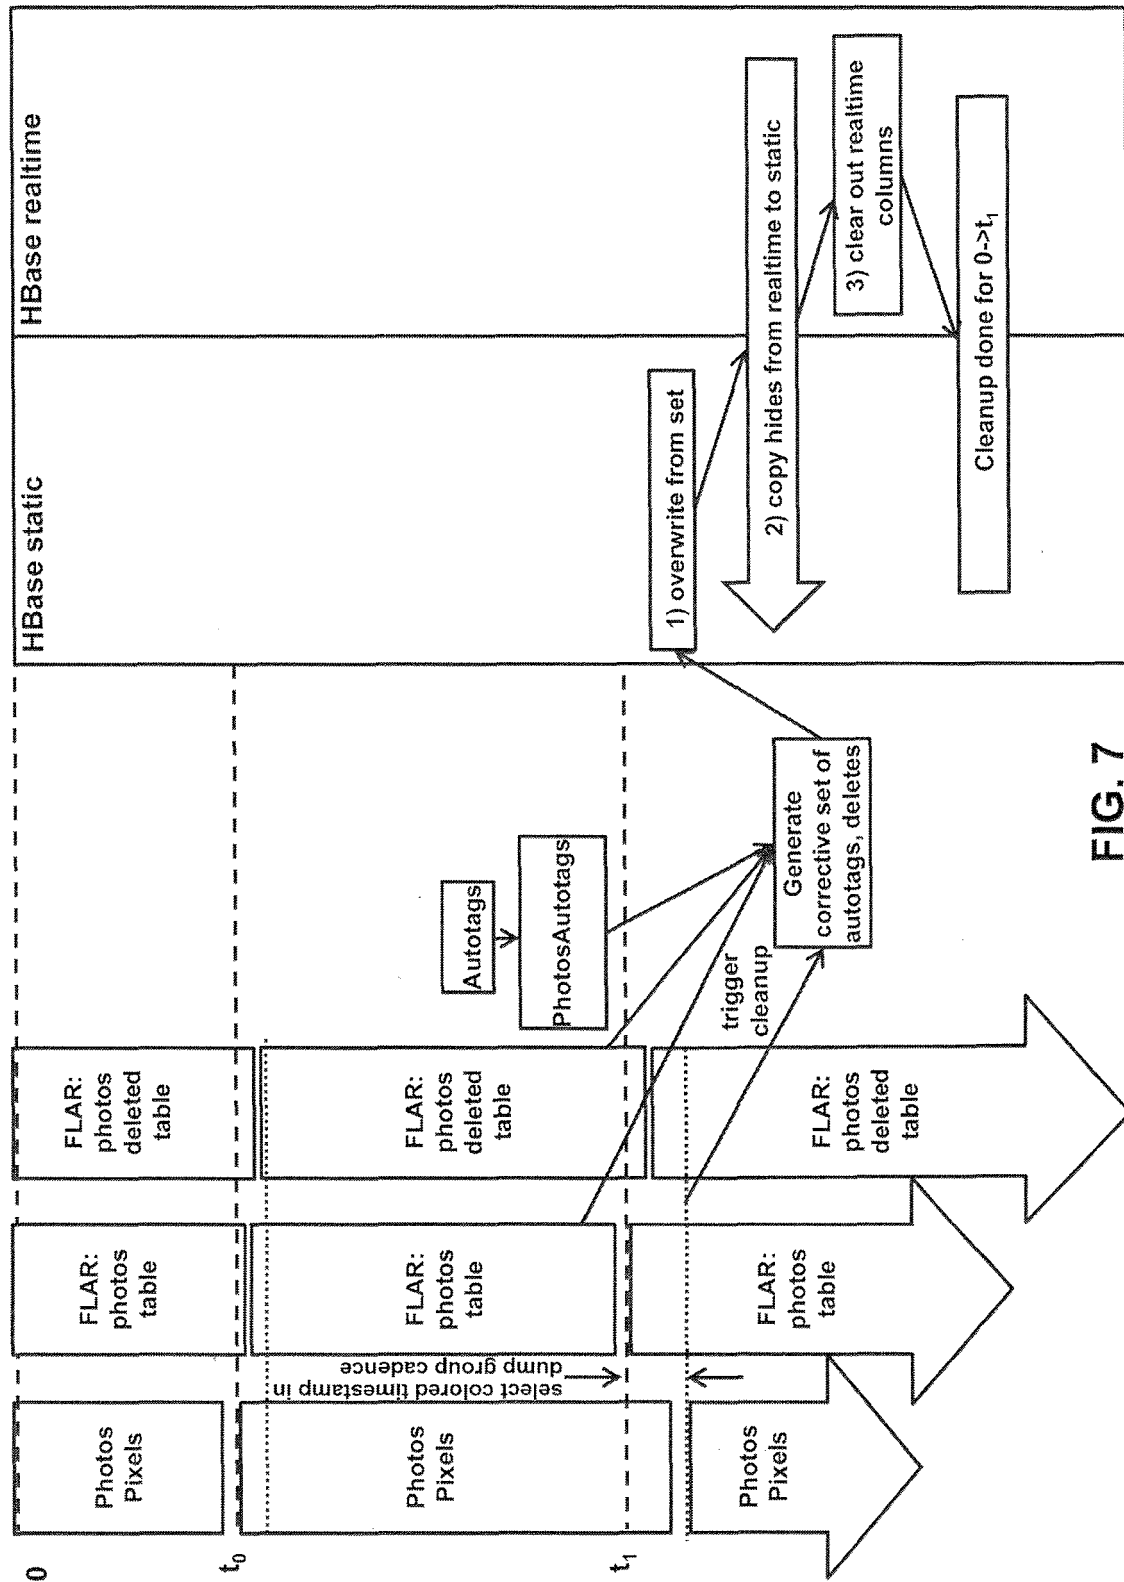 0
t0
t1
Photos
Pixels
Photos
Pixels
Photos
Pixels
select colored timestamp in
dump group cadence
FLAR:
photos
table
FLAR:
photos
table
FLAR:
photos
table
FLAR:
photos
deleted
table
FLAR:
photos
deleted
table
FLAR:
photos
deleted
table
Autotags
PhotosAutotags
trigger
cleanup
Generate
corrective set of
autotags, deletes
HBase static
HBase realtime
1) overwrite from set
2) copy hides from realtime to static
3) clear out realtime
columns
Cleanup done for 0->t1
FIG. 7